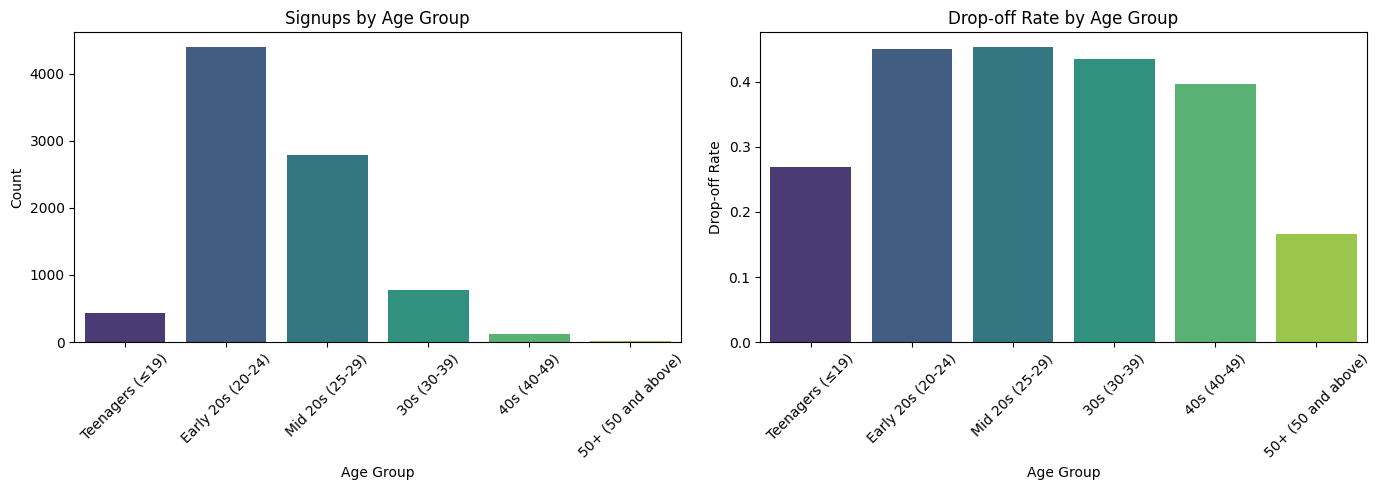 Signups by Age Group
Count
4000
3000
2000
1000
0
Teenagers (≤19)
Early 20s (20-24)
Mid 20s (25-29)
30s (30-39)
40s (40-49)
50+ (50 and above)
Age Group
Drop-off Rate by Age Group
Drop-off Rate
0.4
0.3
0.2
0.1
0.0
Teenagers (≤19)
Early 20s (20-24)
Mid 20s (25-29)
30s (30-39)
40s (40-49)
50+ (50 and above)
Age Group